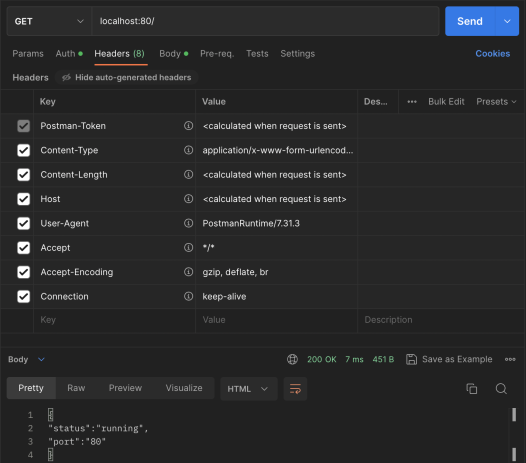 GET localhost:80/ Send
Params Auth Headers (8) Body Pre-req. Tests Settings Cookies
Headers Hide auto-generated headers
Key Value Des... Bulk Edit Presets
Postman-Token <calculated when request is sent>
Content-Type application/x-www-form-urlencod...
Content-Length <calculated when request is sent>
Host <calculated when request is sent>
User-Agent PostmanRuntime/7.31.3
Accept */*
Accept-Encoding gzip, deflate, br
Connection keep-alive
Key Value Description
Body 200 OK 7 ms 451 B Save as Example
Pretty Raw Preview Visualize HTML
1 {
2 "status":"running",
3 "port":"80"
4 }